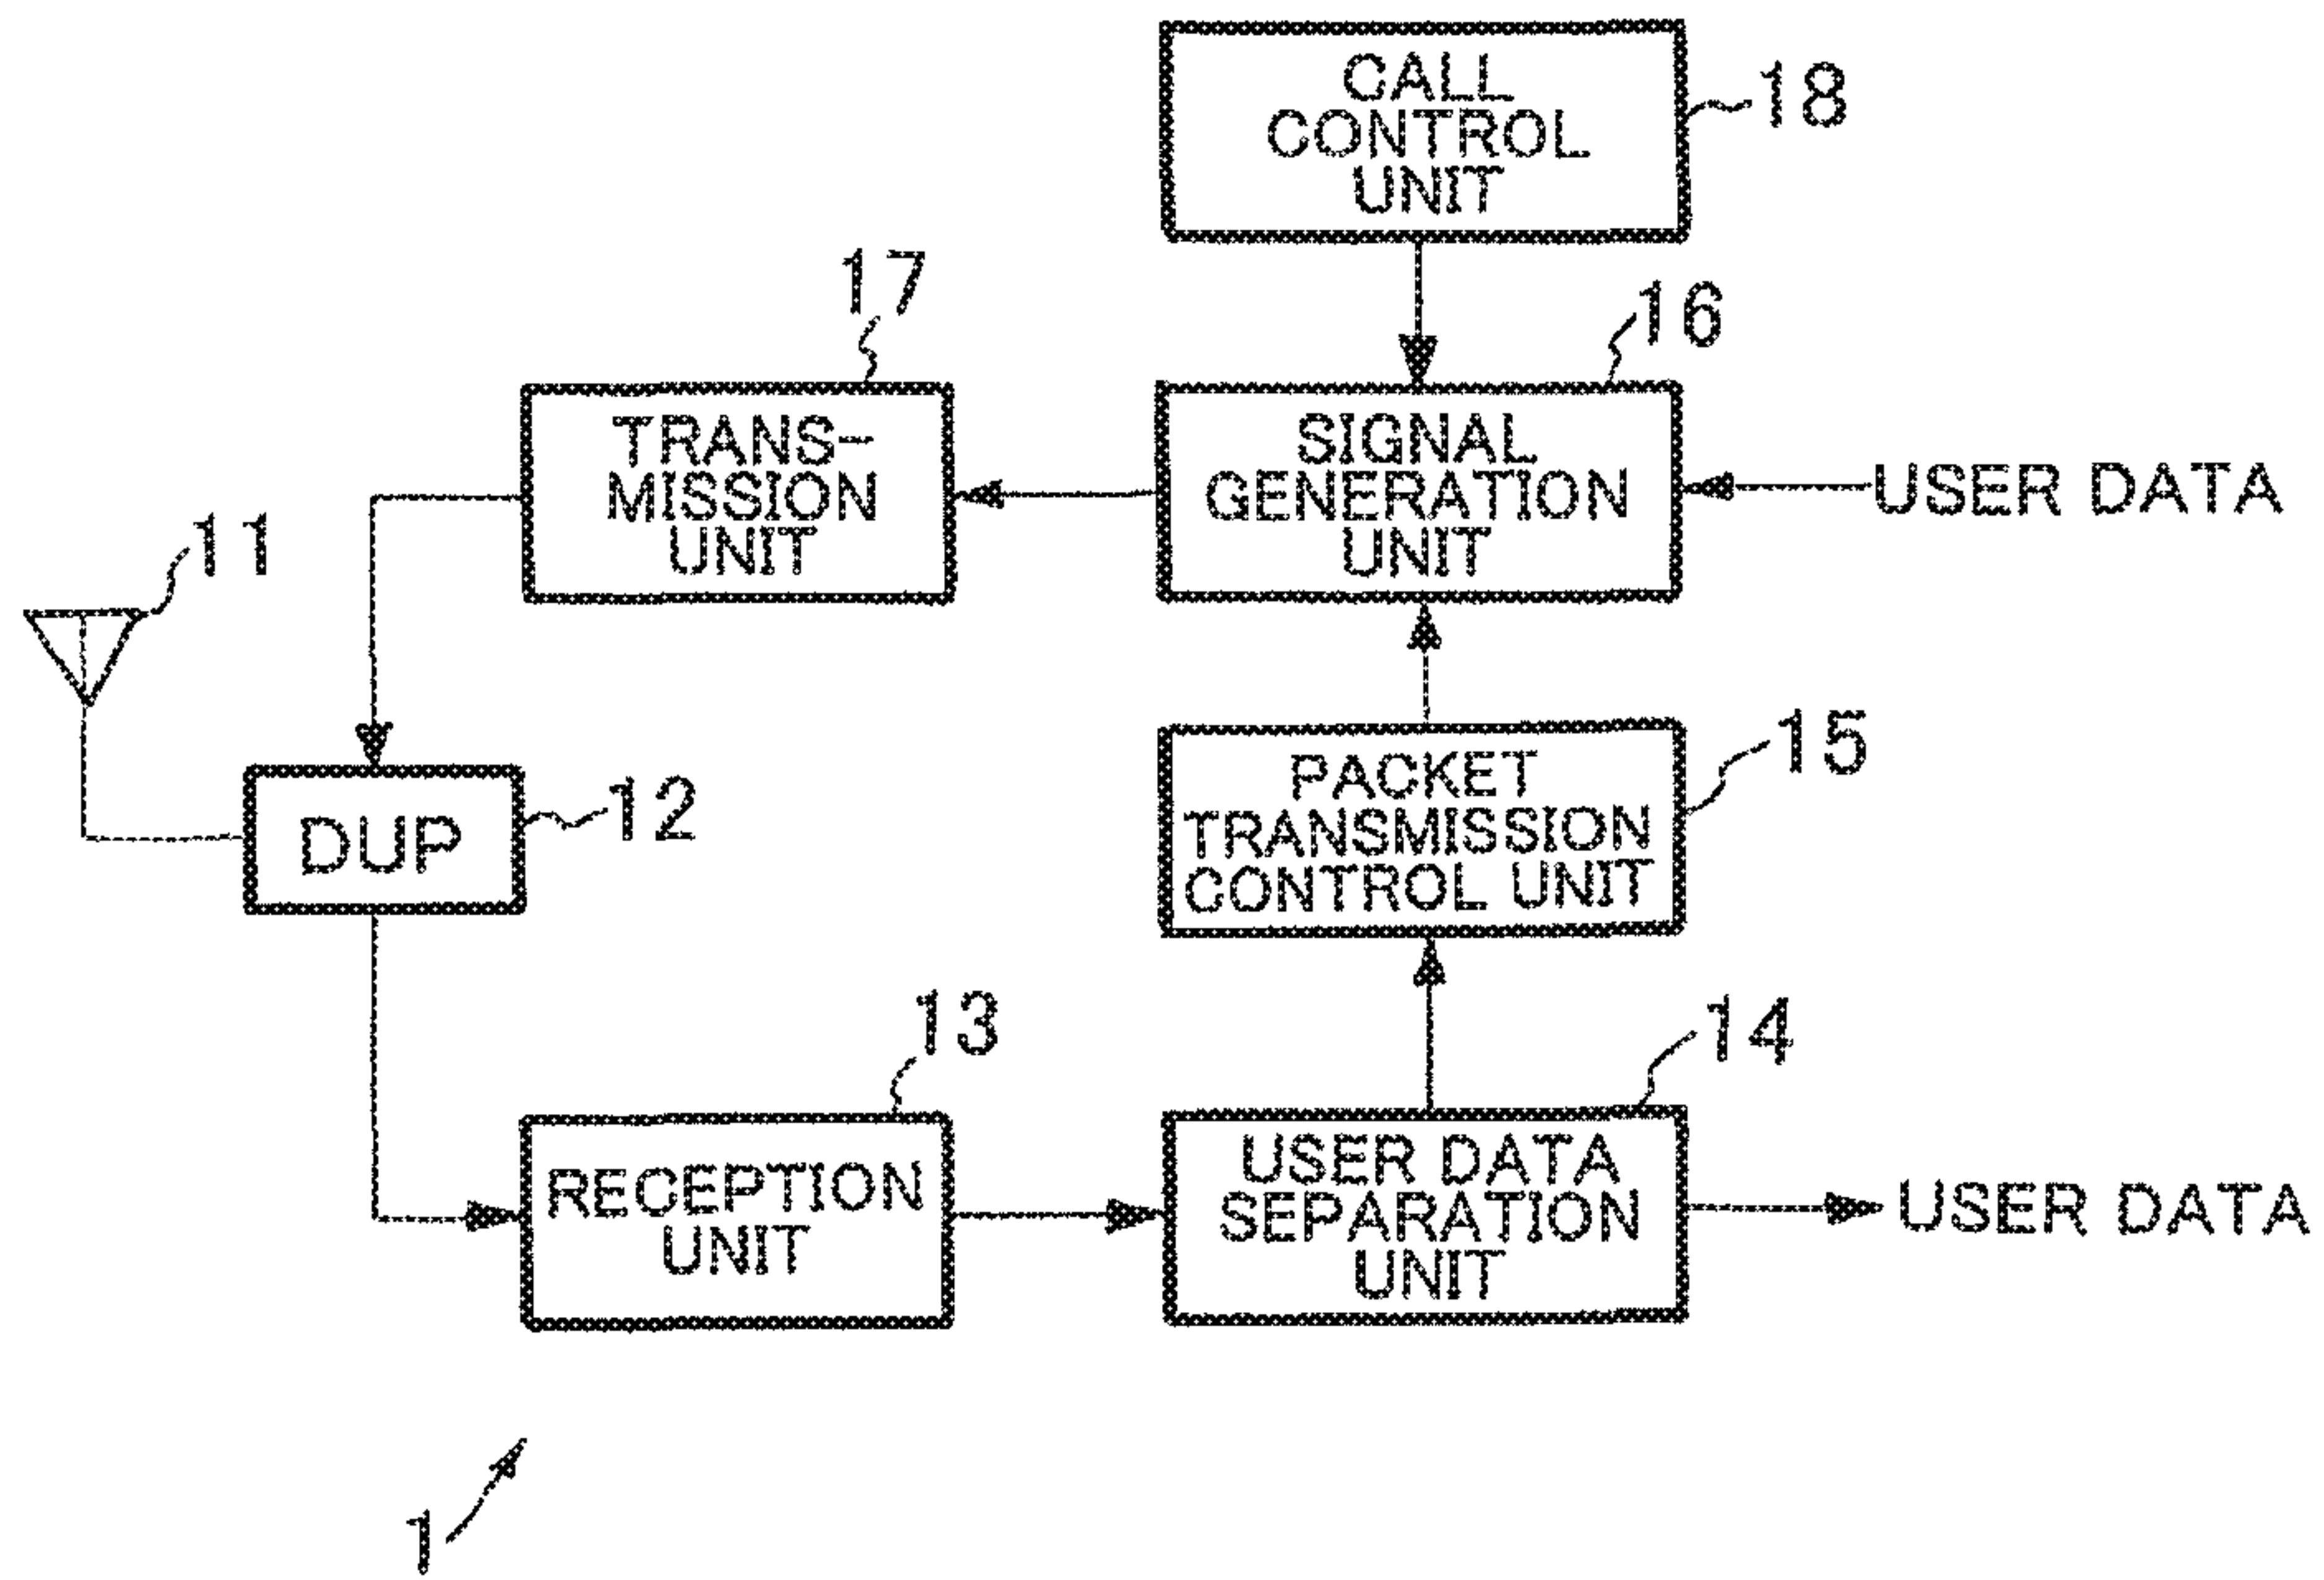 CALL
CONTROL
UNIT
18
17
16
TRANS-
MISSION
UNIT
SIGNAL
GENERATION
UNIT
USER DATA
11
15
PACKET
TRANSMISSION
CONTROL UNIT
DUP
12
13
14
RECEPTION
UNIT
USER DATA
SEPARATION
UNIT
USER DATA
1